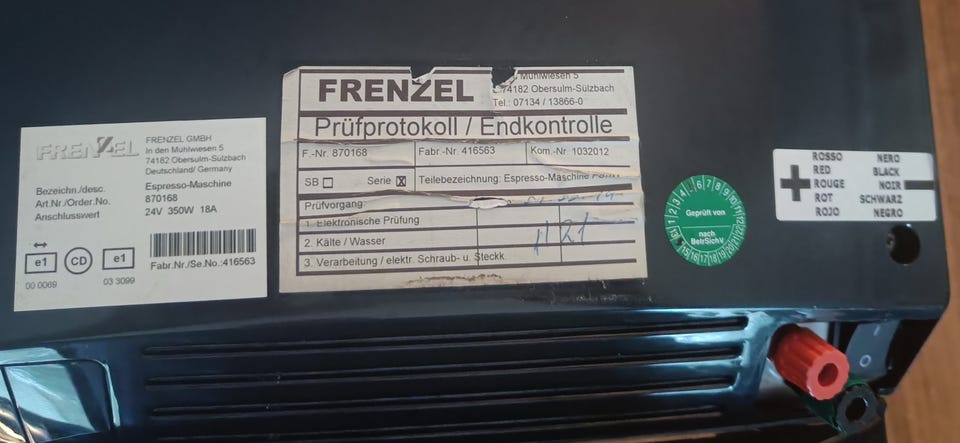 FRENZEL
FRENZEL GMBH
In den Mühlwiesen 5
74182 Obersulm-Sülzbach
Deutschland/ Germany
Bezeichn./desc. Espresso-Maschine
Art.Nr./Order.No. 870168
Anschlusswert 24V 350W 18A
e1 CD e1
00 0069 03 3099
Fabr.Nr./Se.No.: 416563
FRENZEL
Mühlwiesen 5
74182 Obersulm-Sülzbach
Tel.: 07134 / 13866-0
Prüfprotokoll / Endkontrolle
F.-Nr. 870168 Fabr-Nr. 416563 Kom.-Nr. 1032012
SB Serie X Teilebezeichnung: Espresso-Maschine
Prüfvorgang:
1. Elektronische Prüfung
2. Kälte / Wasser
3. Verarbeitung / elektr. Schraub- u. Steckk.
Geprüft von
nach
BetrSichV
ROSSO NERO
RED BLACK
+ ROUGE NOIR −
ROT SCHWARZ
ROJO NEGRO